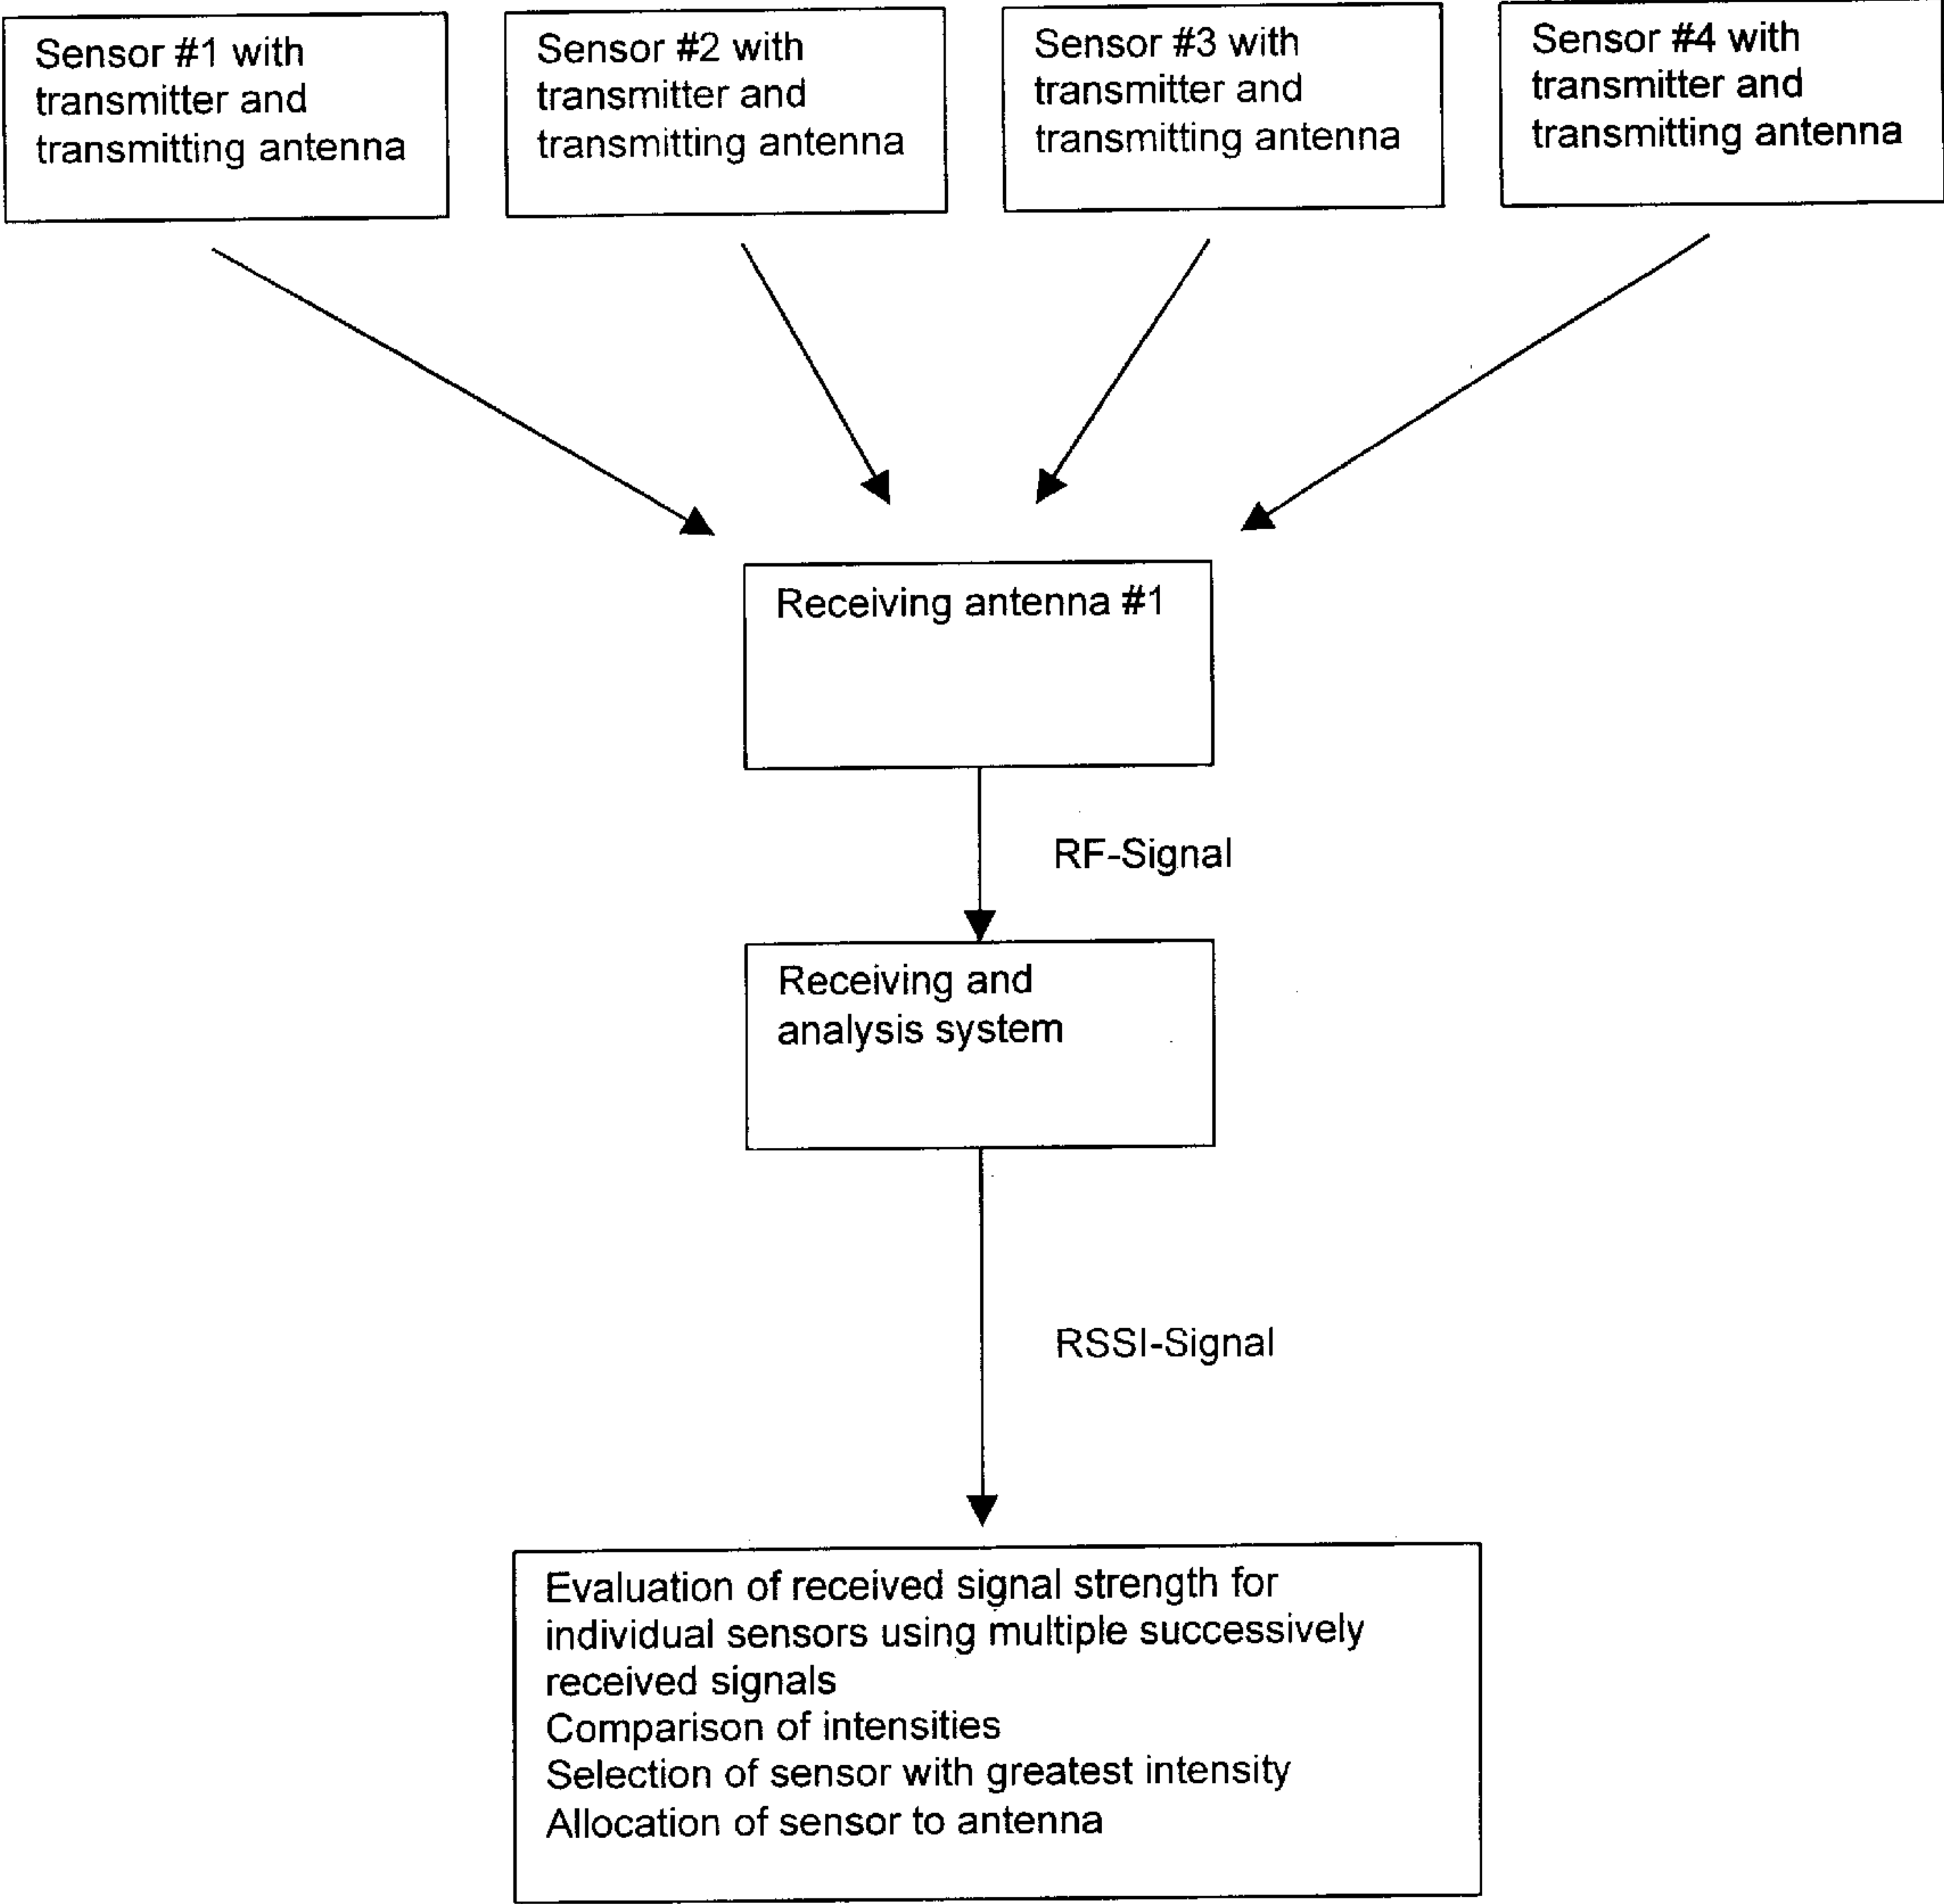 Sensor #1 with
transmitter and
transmitting antenna
Sensor #2 with
transmitter and
transmitting antenna
Sensor #3 with
transmitter and
transmitting antenna
Sensor #4 with
transmitter and
transmitting antenna
Receiving antenna #1
RF-Signal
Receiving and
analysis system
RSSI-Signal
Evaluation of received signal strength for
individual sensors using multiple successively
received signals
Comparison of intensities
Selection of sensor with greatest intensity
Allocation of sensor to antenna